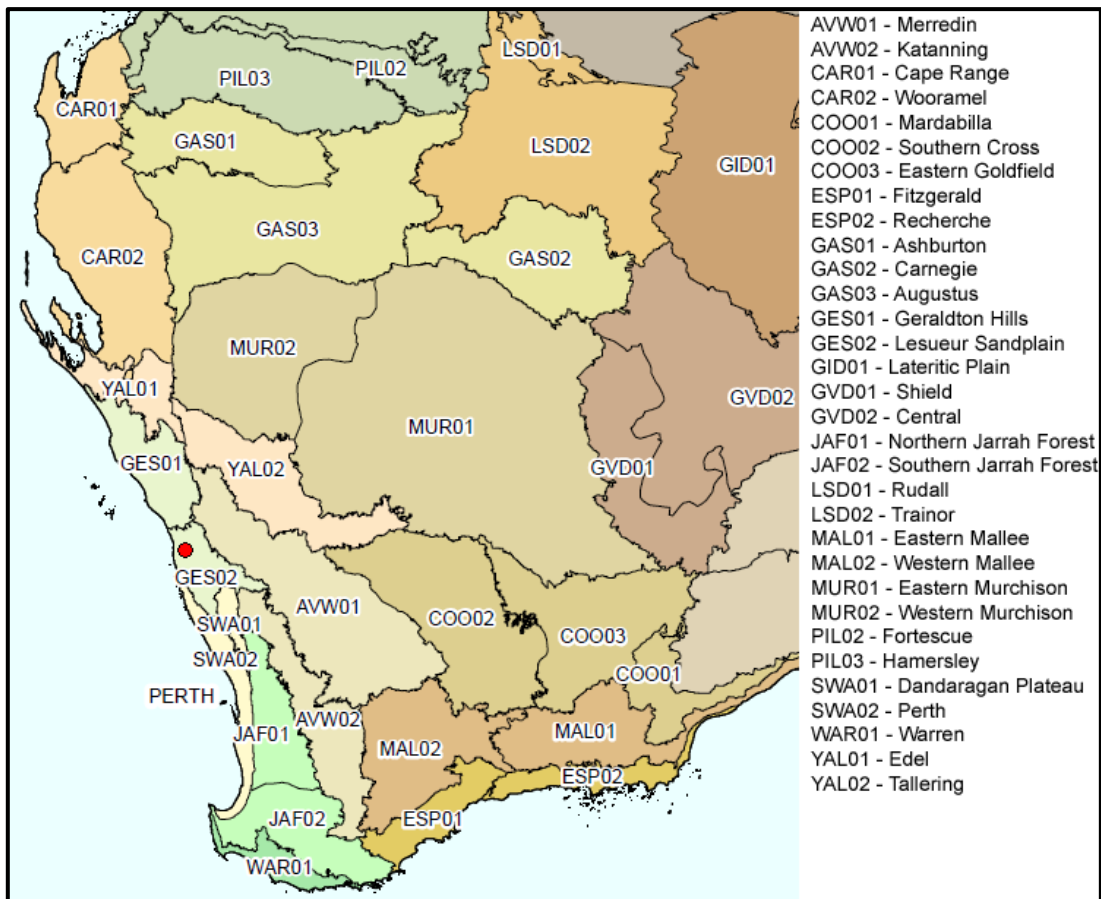 LSD01
PIL02
PIL03
CAR01
GAS01
LSD02
GID01
GAS03
CAR02
GAS02
MUR02
YAL01
GVD02
MUR01
GES01
YAL02
GVD01
GES02
AVW01
SWA01
COO02
COO03
SWA02
COO01
PERTH
AVW02
JAF01
MAL02
MAL01
ESP02
JAF02
ESP01
WAR01
AVW01 - Merredin
AVW02 - Katanning
CAR01 - Cape Range
CAR02 - Wooramel
COO01 - Mardabilla
COO02 - Southern Cross
COO03 - Eastern Goldfield
ESP01 - Fitzgerald
ESP02 - Recherche
GAS01 - Ashburton
GAS02 - Carnegie
GAS03 - Augustus
GES01 - Geraldton Hills
GES02 - Lesueur Sandplain
GID01 - Lateritic Plain
GVD01 - Shield
GVD02 - Central
JAF01 - Northern Jarrah Forest
JAF02 - Southern Jarrah Forest
LSD01 - Rudall
LSD02 - Trainor
MAL01 - Eastern Mallee
MAL02 - Western Mallee
MUR01 - Eastern Murchison
MUR02 - Western Murchison
PIL02 - Fortescue
PIL03 - Hamersley
SWA01 - Dandaragan Plateau
SWA02 - Perth
WAR01 - Warren
YAL01 - Edel
YAL02 - Tallering